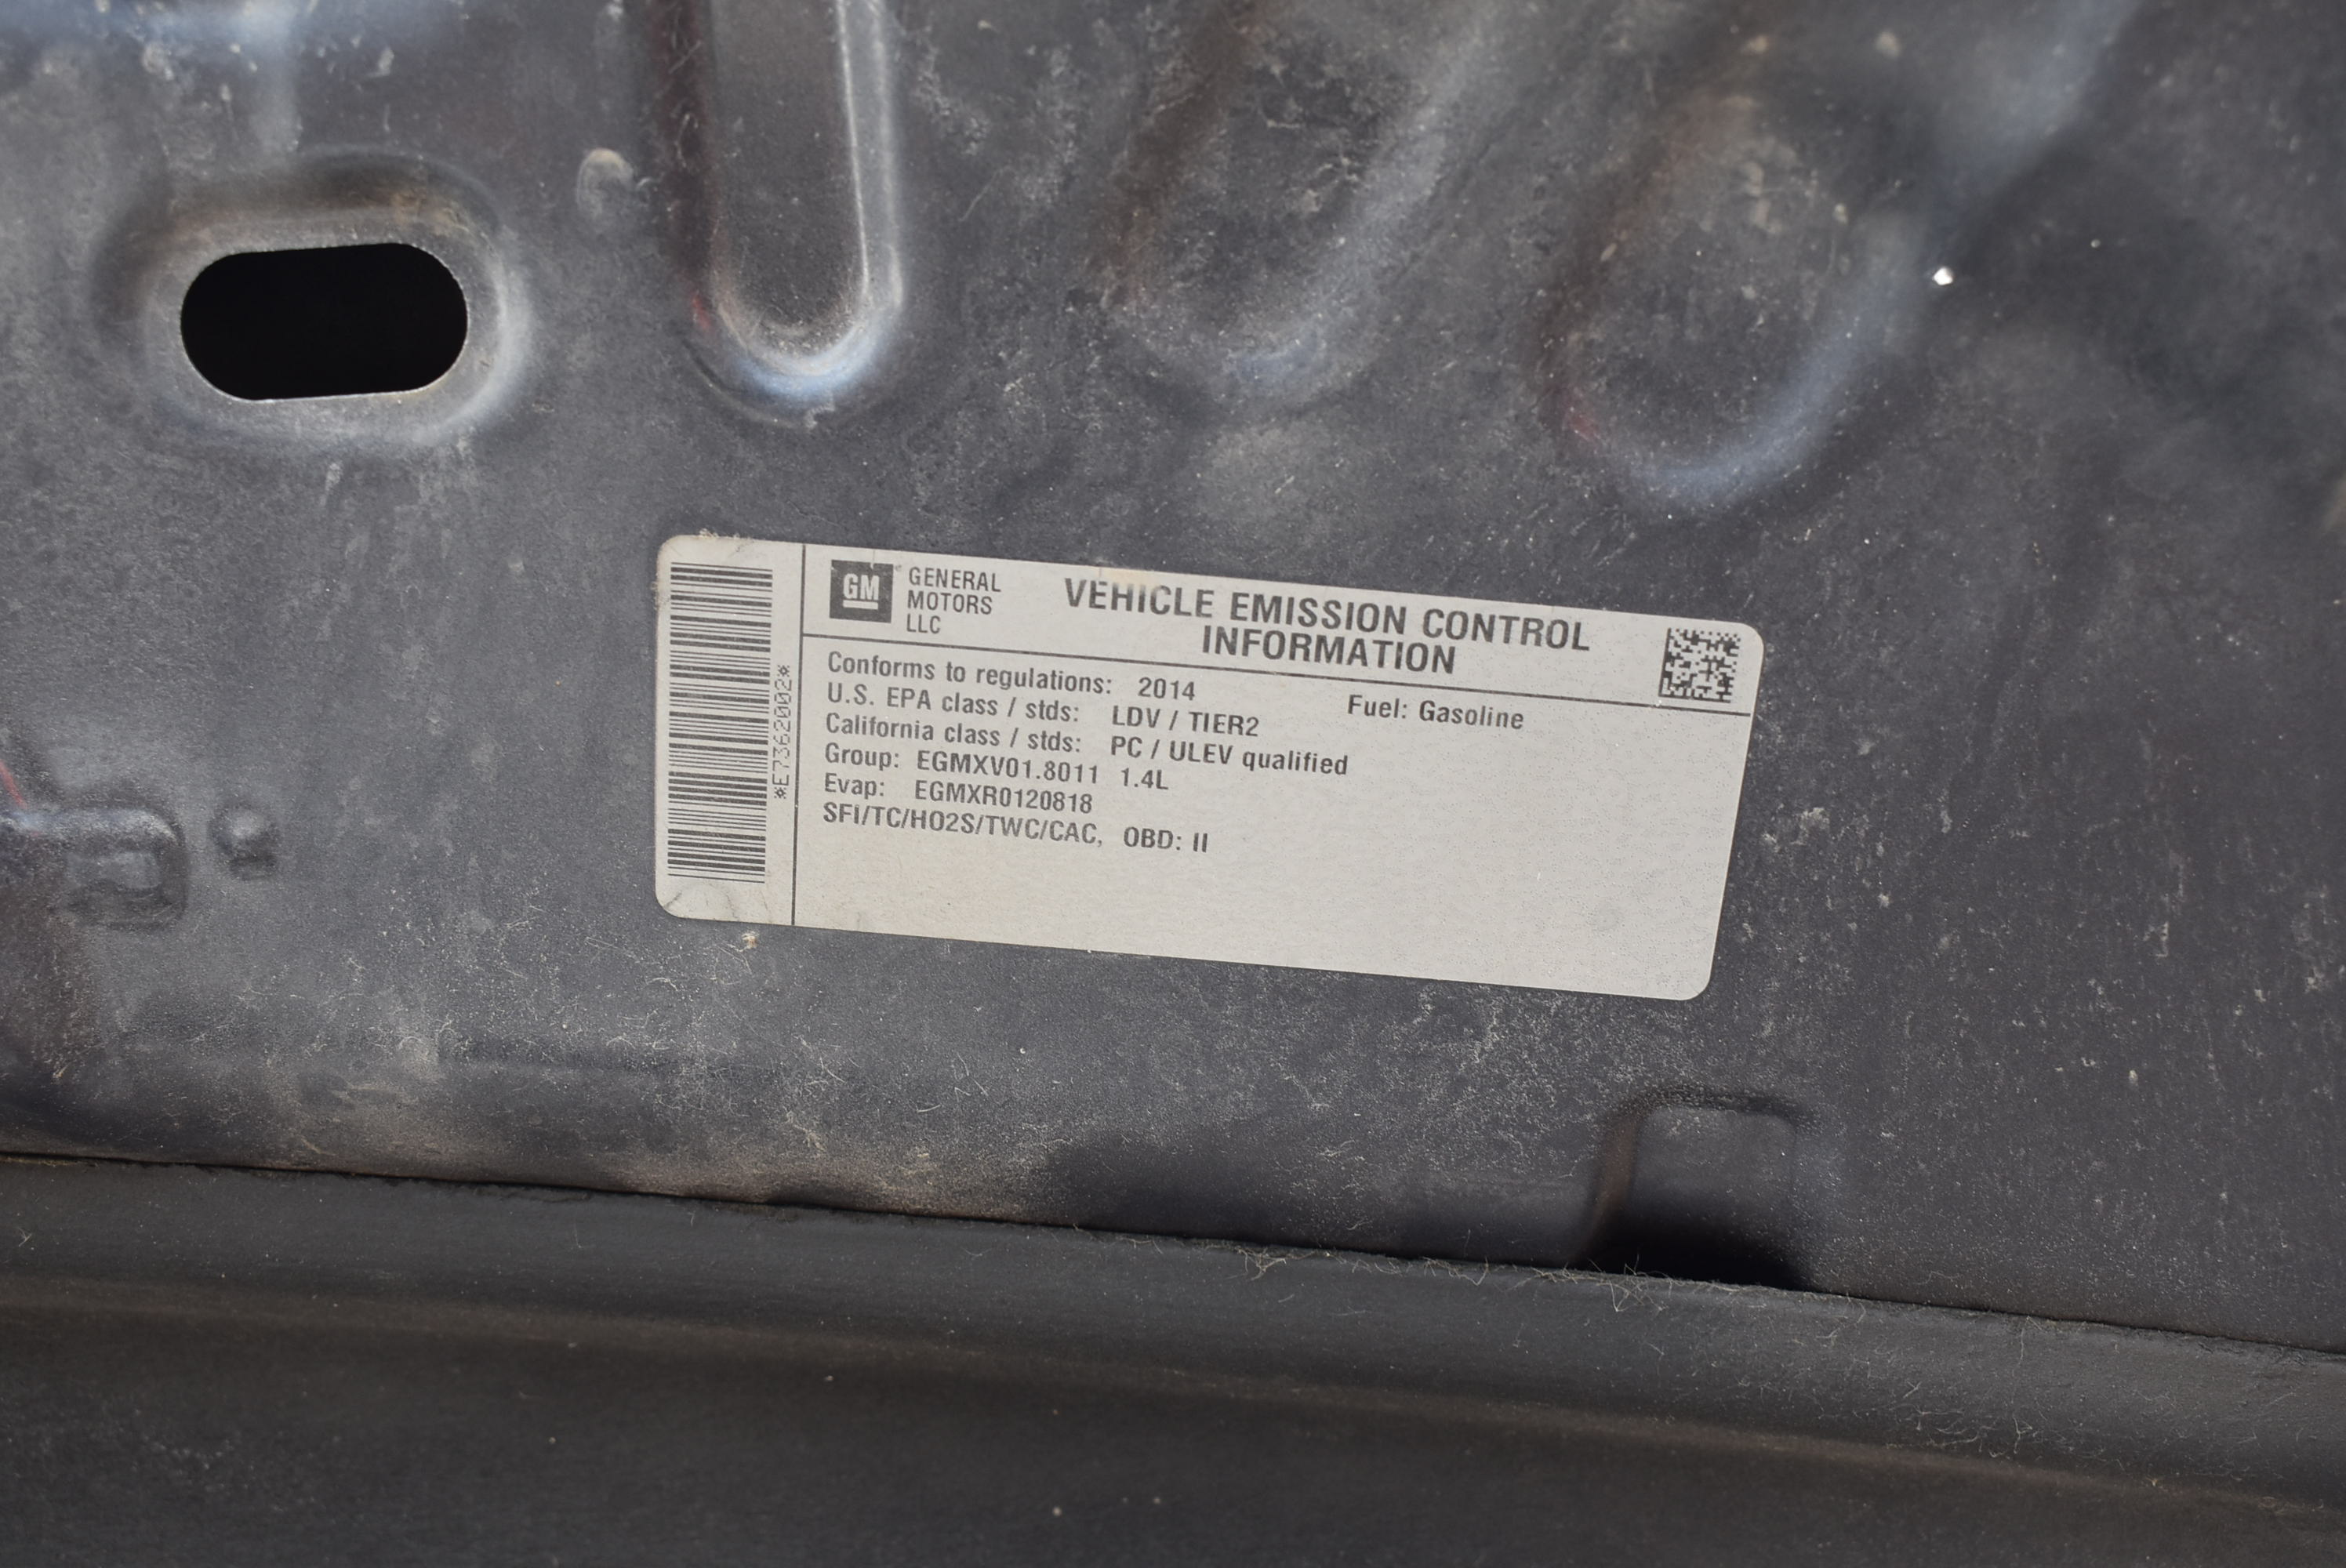 GM
GENERAL
MOTORS
LLC
VEHICLE EMISSION CONTROL
INFORMATION
Conforms to regulations: 2014
Fuel: Gasoline
U.S. EPA class / stds: LDV / TIER2
California class / stds: PC / ULEV qualified
Group: EGMXV01.8011 1.4L
Evap: EGMXR0120818
SFI/TC/HO2S/TWC/CAC, OBD: II
*E73620002*